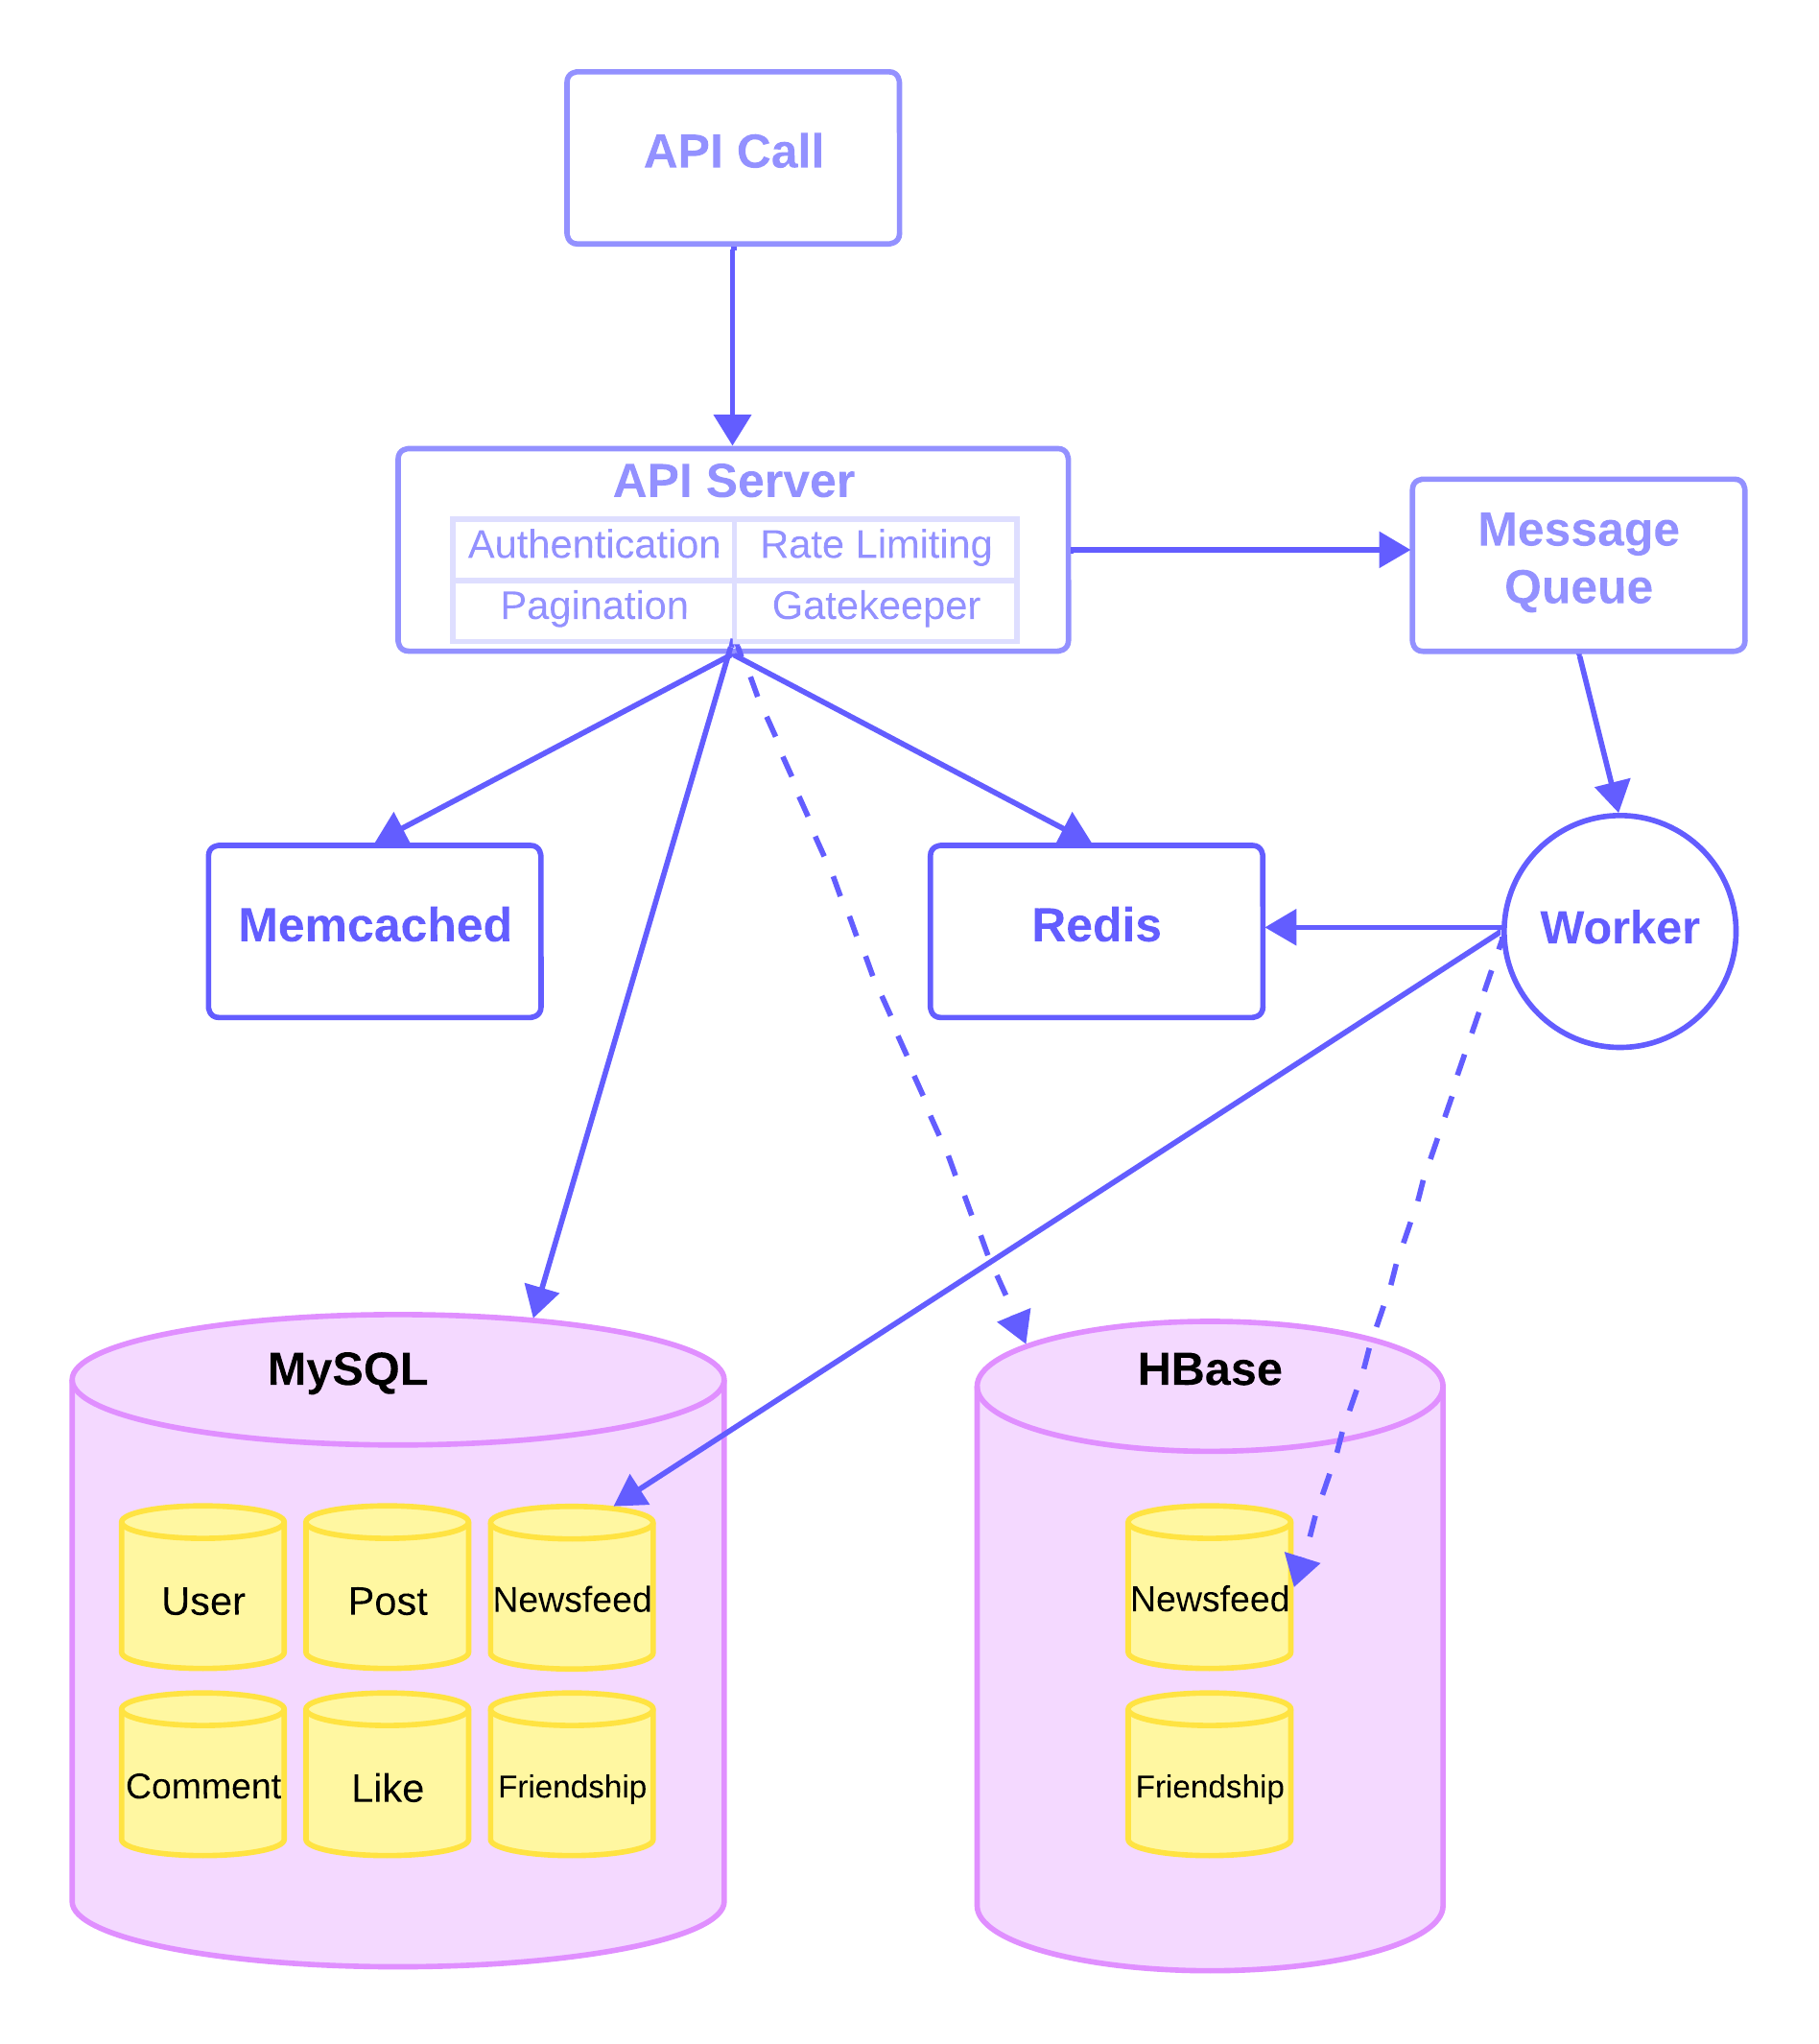 API Call
API Server
Authentication
Rate Limiting
Pagination
Gatekeeper
Message
Queue
Memcached
Redis
Worker
MySQL
HBase
User
Post
Newsfeed
Newsfeed
Comment
Like
Friendship
Friendship